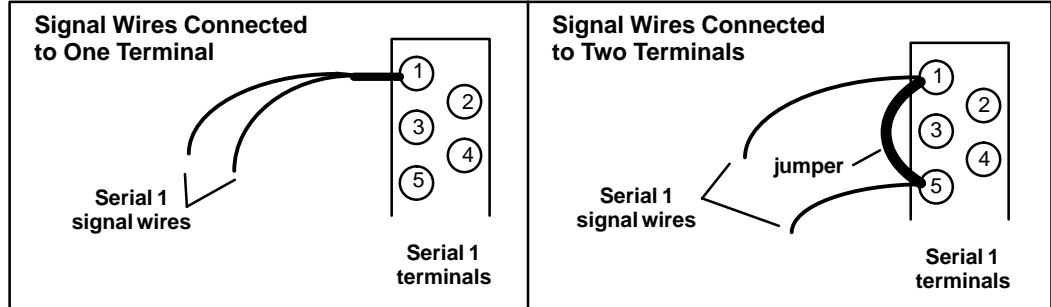 Signal Wires Connected
to One Terminal
1
2
3
4
5
Serial 1
signal wires
Serial 1
terminals
Signal Wires Connected
to Two Terminals
1
2
3
4
5
jumper
Serial 1
signal wires
Serial 1
terminals